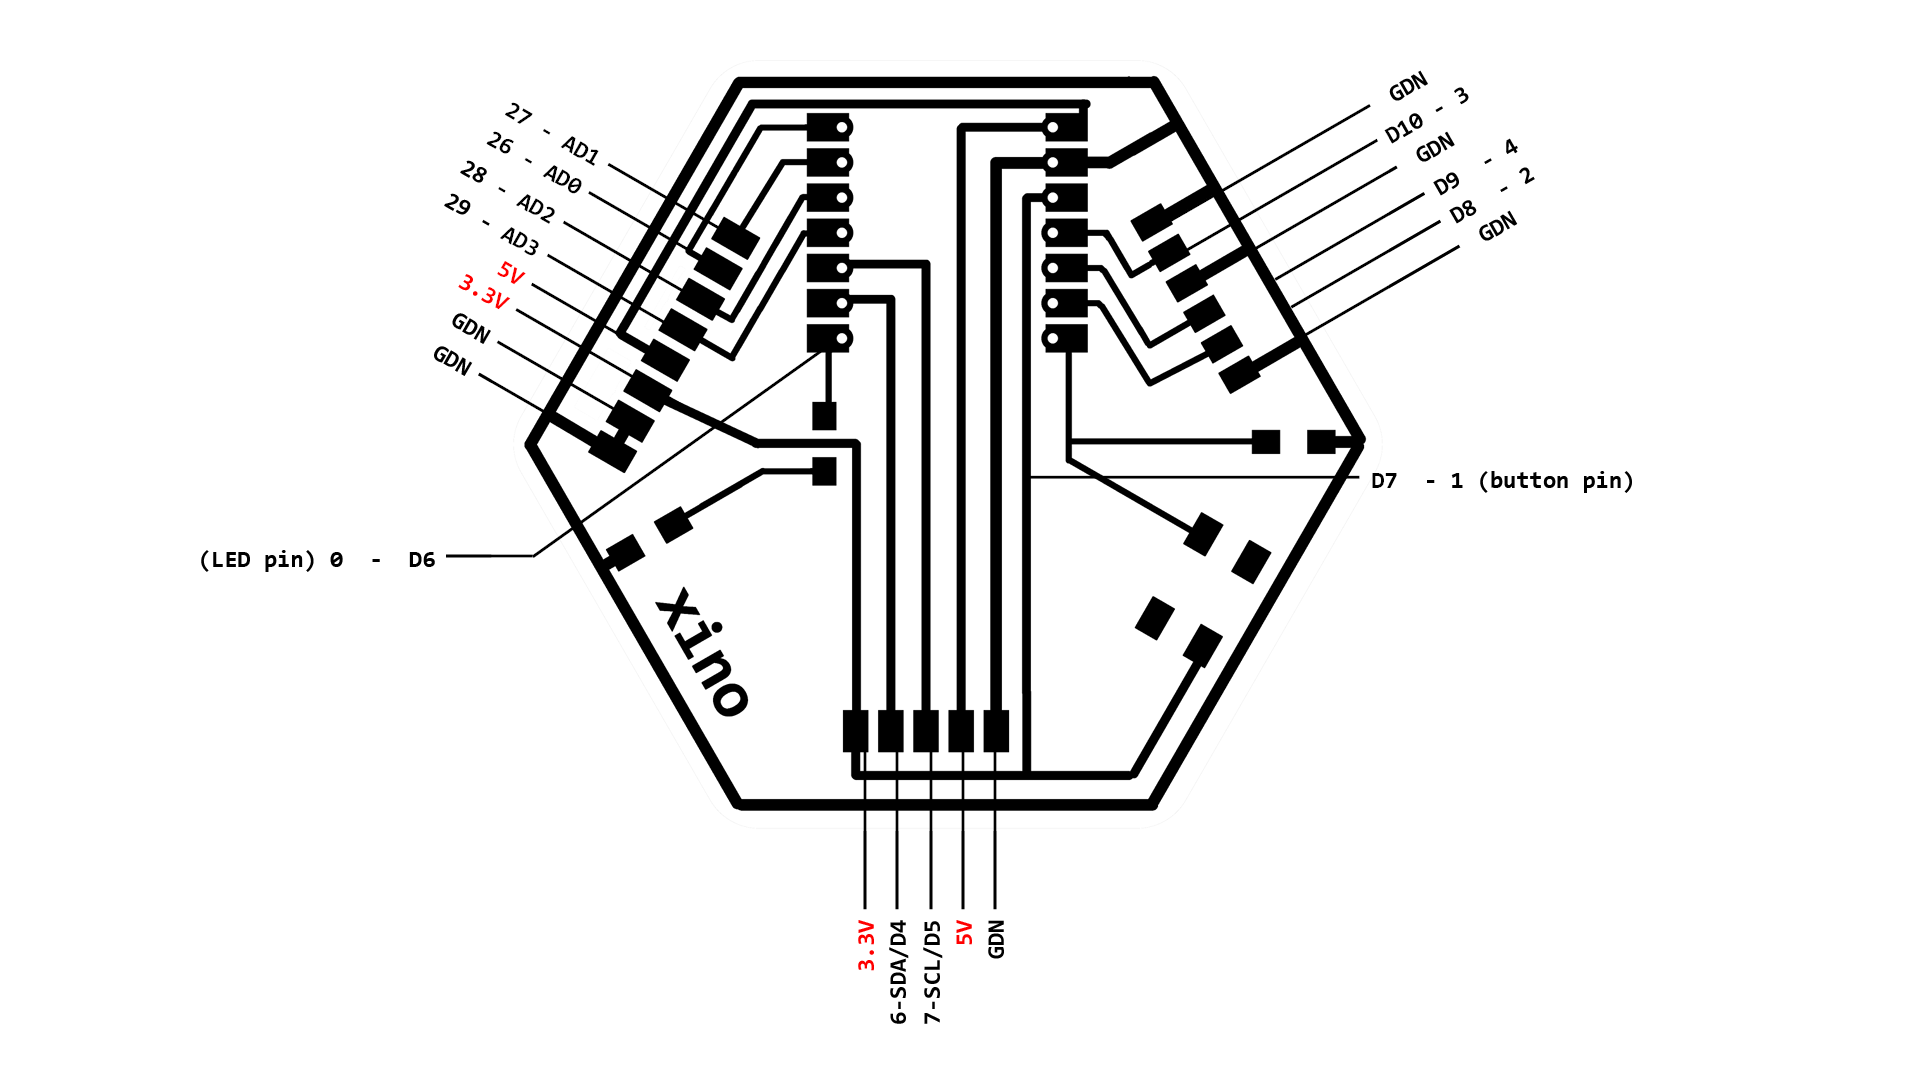 27 - AD1
26 - AD0
28 - AD2
29 - AD3
5V
3.3V
GDN
GDN
GDN
D10 - 3
GDN
D9 - 4
D8 - 2
GDN
D7 - 1 (button pin)
(LED pin) 0 - D6
xino
3.3V
6-SDA/D4
7-SCL/D5
5V
GDN